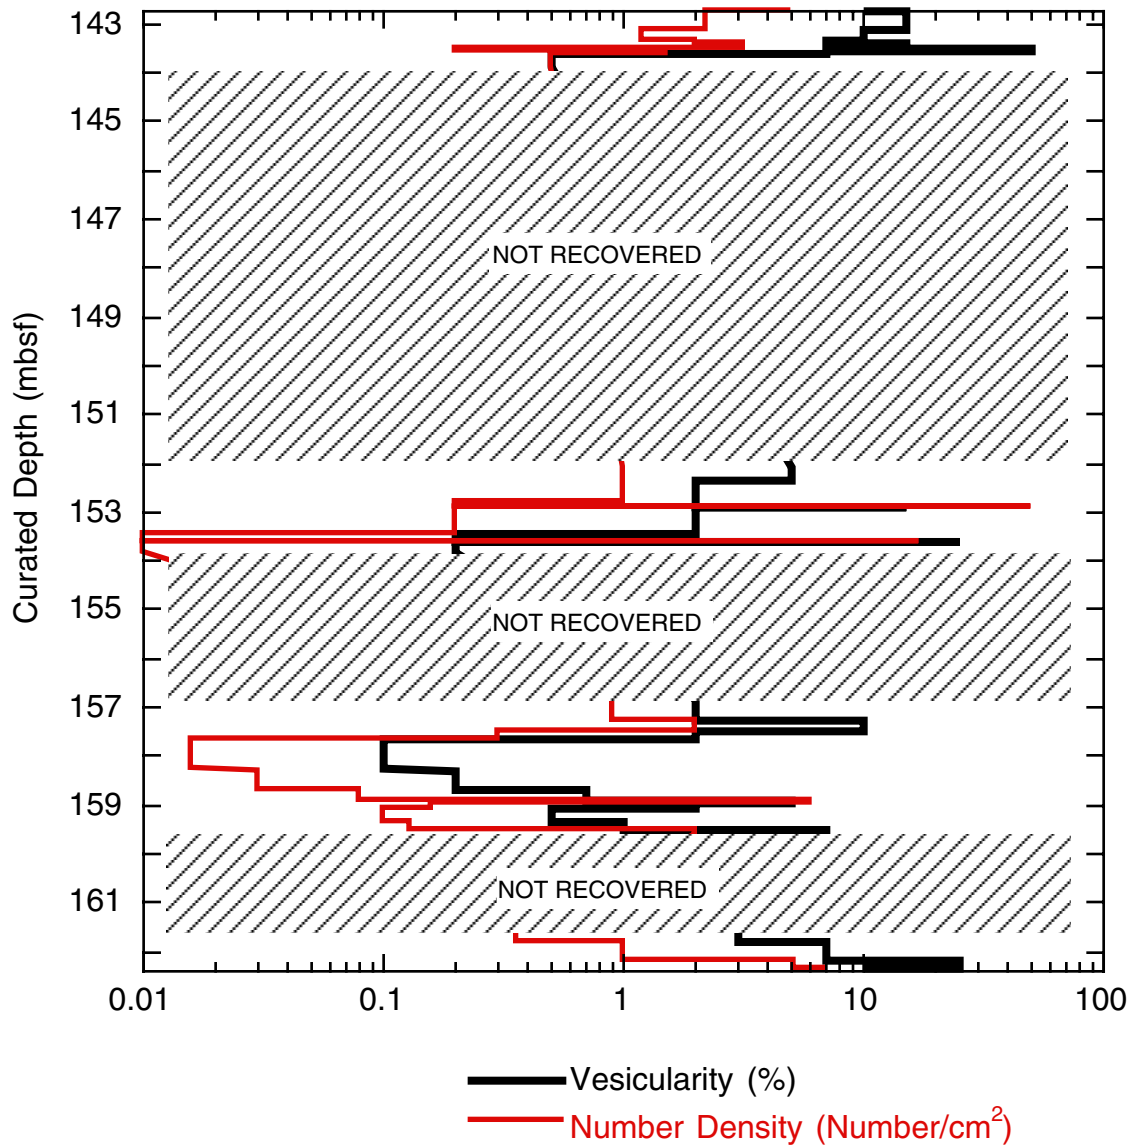 143
145
147
NOT RECOVERED
149
151
153
155
NOT RECOVERED
157
159
NOT RECOVERED
161
Curated Depth (mbsf)
0.01 0.1 1 10 100
Vesicularity (%)
Number Density (Number/cm²)